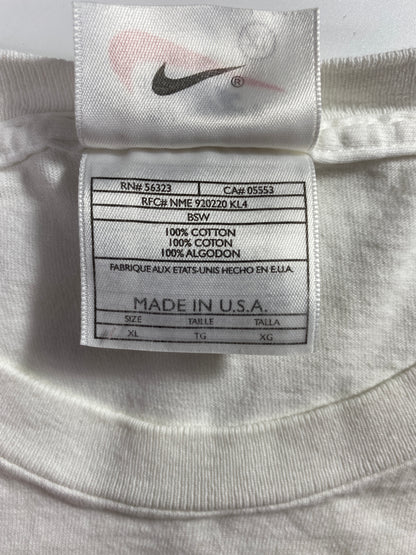 ®
RN# 56323 CA# 05553
RFC# NME 920220 KL4
BSW
100% COTTON
100% COTON
100% ALGODON
FABRIQUE AUX ETATS-UNIS HECHO EN E.U.A.
MADE IN U.S.A.
SIZE TAILLE TALLA
XL TG XG